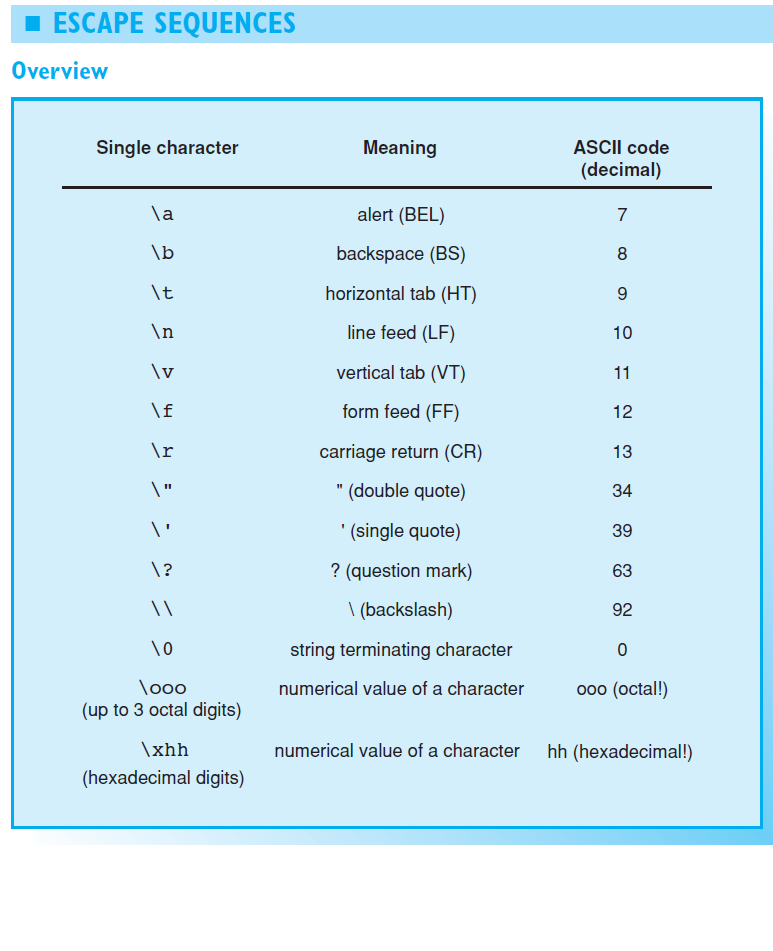 ■ ESCAPE SEQUENCES
Overview
Single character Meaning ASCII code
(decimal)
\a alert (BEL) 7
\b backspace (BS) 8
\t horizontal tab (HT) 9
\n line feed (LF) 10
\v vertical tab (VT) 11
\f form feed (FF) 12
\r carriage return (CR) 13
\" " (double quote) 34
\' ' (single quote) 39
\? ? (question mark) 63
\\ \ (backslash) 92
\0 string terminating character 0
\ooo numerical value of a character ooo (octal!)
(up to 3 octal digits)
\xhh numerical value of a character hh (hexadecimal!)
(hexadecimal digits)